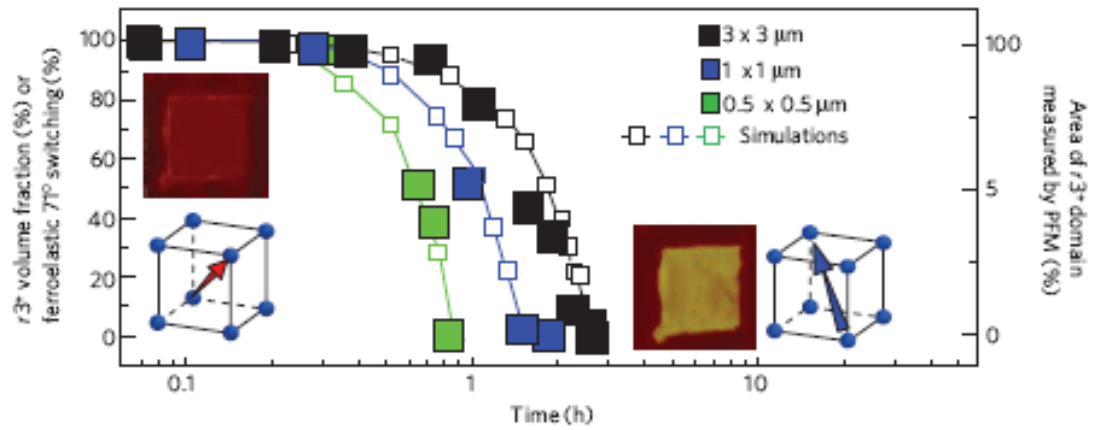 r3+ volume fraction (%) or
ferroelastic 71° switching (%)
100
80
60
40
20
0
3 x 3 μm
1 x 1 μm
0.5 x 0.5 μm
Simulations
100
5
0
Area of r3+ domain
measured by PFM (%)
0.1
1
10
Time (h)